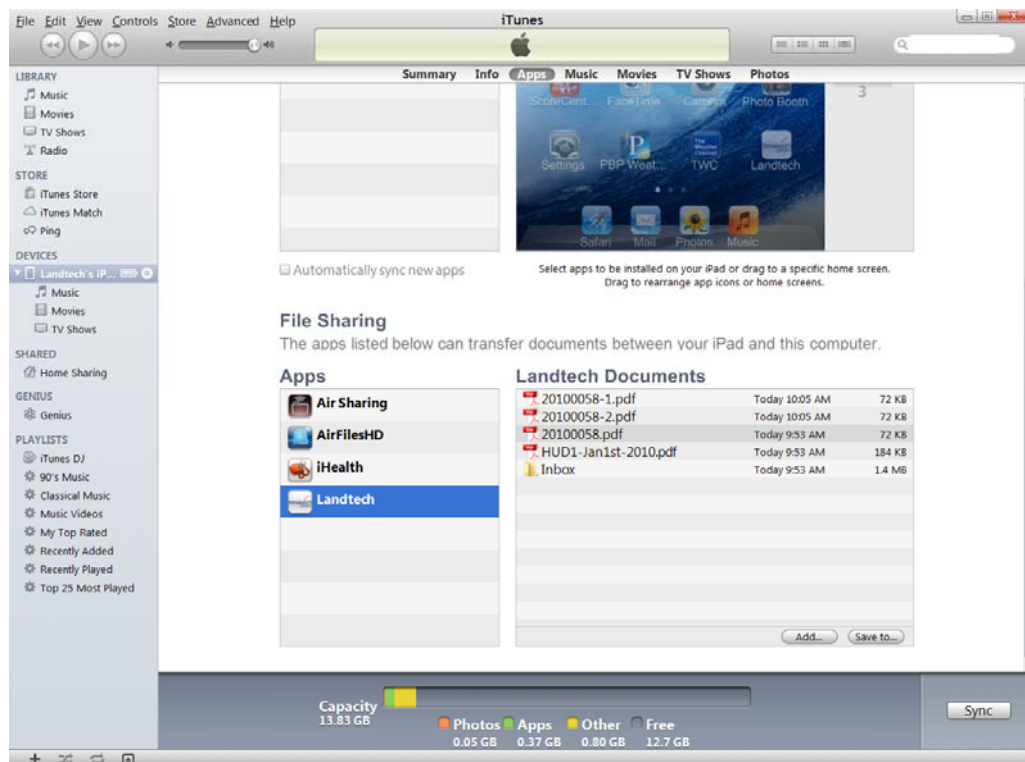 iTunes
File Edit View Controls Store Advanced Help
Summary Info Apps Music Movies TV Shows Photos
LIBRARY
Music
Movies
TV Shows
Radio
STORE
iTunes Store
iTunes Match
Ping
DEVICES
Landtech's iP...
Music
Movies
TV Shows
SHARED
Home Sharing
GENIUS
Genius
PLAYLISTS
iTunes DJ
90's Music
Classical Music
Music Videos
My Top Rated
Recently Added
Recently Played
Top 25 Most Played
ScoreCent... FaceTime Camera Photo Booth
3
Settings PBP Weat... TWC Landtech
Safari Mail Photos Music
Automatically sync new apps
Select apps to be installed on your iPad or drag to a specific home screen.
Drag to rearrange app icons or home screens.
File Sharing
The apps listed below can transfer documents between your iPad and this computer.
Apps
Air Sharing
AirFilesHD
iHealth
Landtech
Landtech Documents
20100058-1.pdf Today 10:05 AM 72 KB
20100058-2.pdf Today 10:05 AM 72 KB
20100058.pdf Today 9:53 AM 72 KB
HUD1-Jan1st-2010.pdf Today 9:53 AM 184 KB
Inbox Today 9:53 AM 1.4 MB
Add... Save to...
Capacity
13.83 GB
Photos Apps Other Free
0.05 GB 0.37 GB 0.80 GB 12.7 GB
Sync